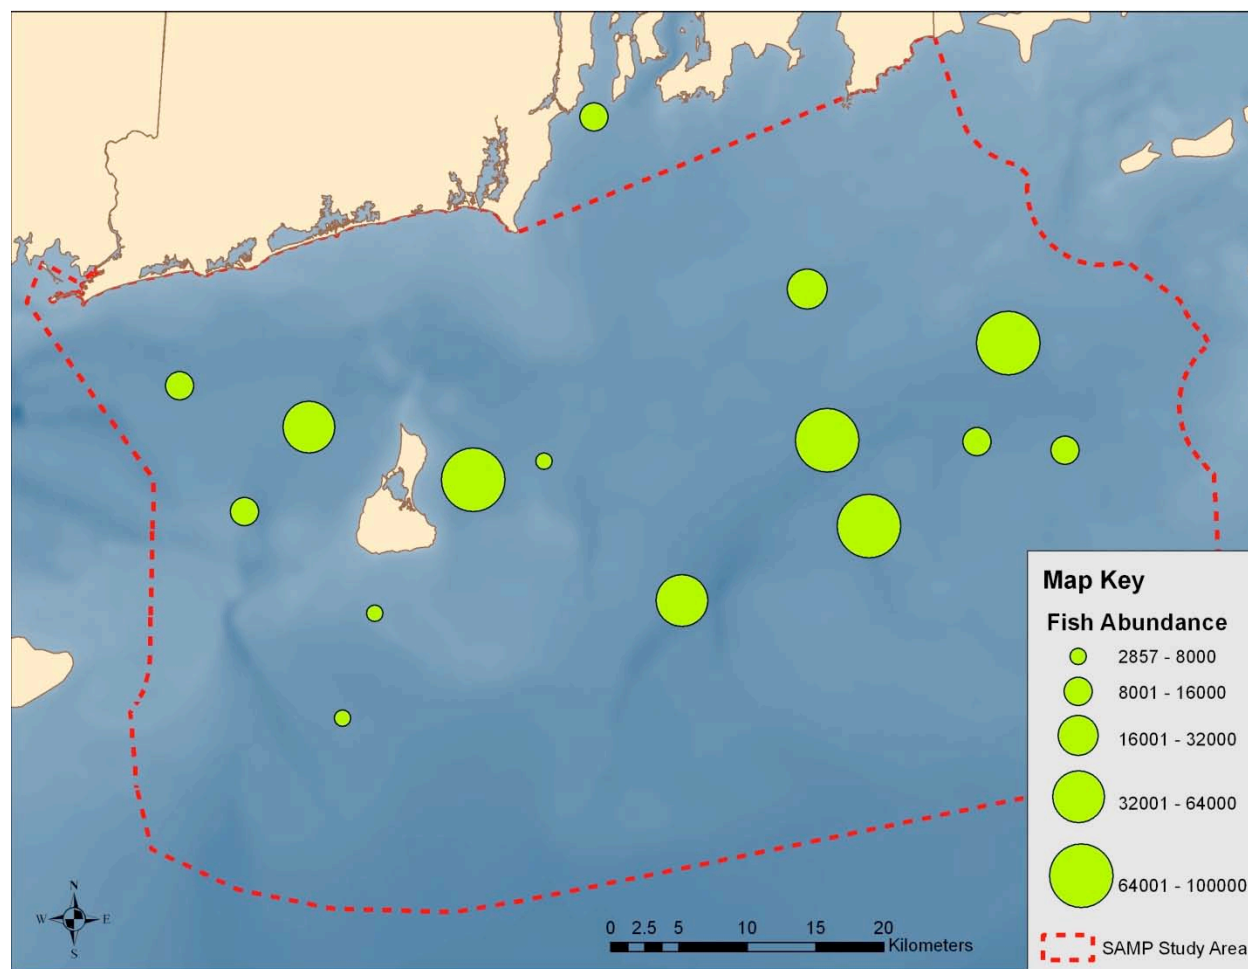 Map Key
Fish Abundance
2857 - 8000
8001 - 16000
16001 - 32000
32001 - 64000
64001 - 100000
SAMP Study Area
N
W E
S
0 2.5 5 10 15 20
Kilometers